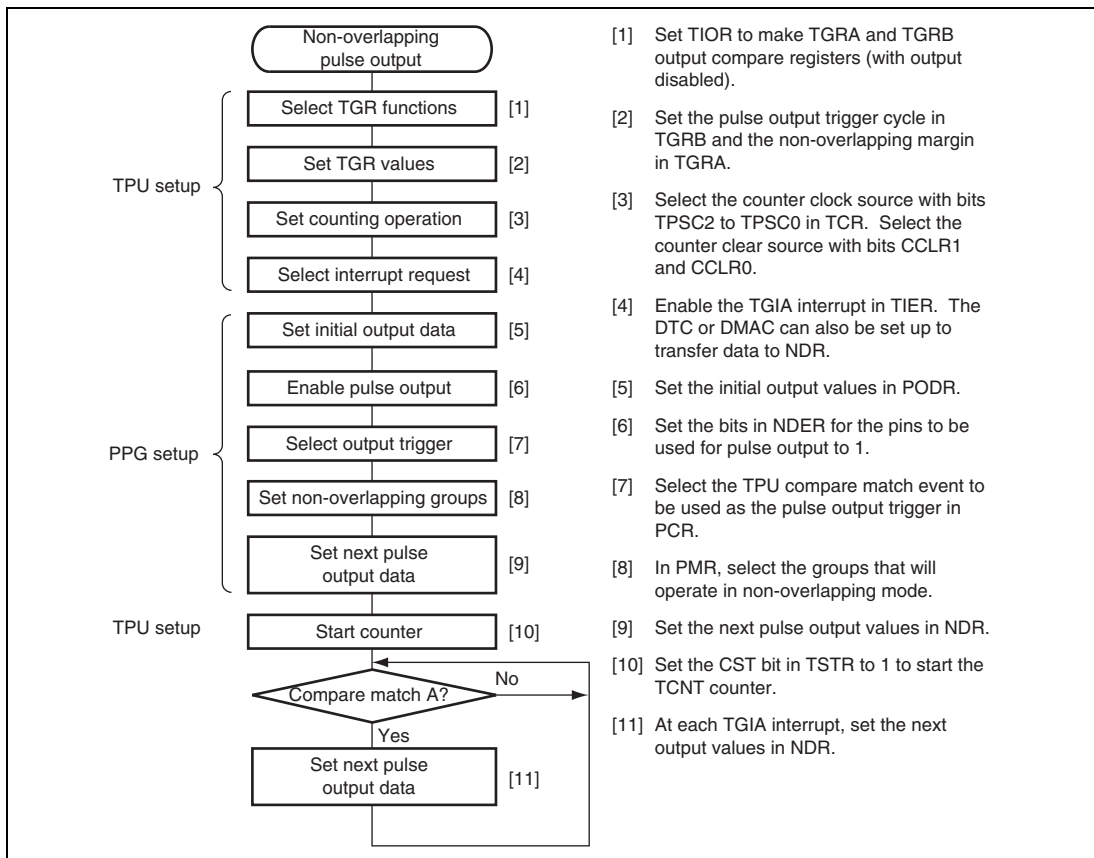 Non-overlapping
pulse output
TPU setup
Select TGR functions [1]
Set TGR values [2]
Set counting operation [3]
Select interrupt request [4]
PPG setup
Set initial output data [5]
Enable pulse output [6]
Select output trigger [7]
Set non-overlapping groups [8]
Set next pulse
output data [9]
TPU setup
Start counter [10]
Compare match A?
No
Yes
Set next pulse
output data [11]
[1] Set TIOR to make TGRA and TGRB
output compare registers (with output
disabled).
[2] Set the pulse output trigger cycle in
TGRB and the non-overlapping margin
in TGRA.
[3] Select the counter clock source with bits
TPSC2 to TPSC0 in TCR. Select the
counter clear source with bits CCLR1
and CCLR0.
[4] Enable the TGIA interrupt in TIER. The
DTC or DMAC can also be set up to
transfer data to NDR.
[5] Set the initial output values in PODR.
[6] Set the bits in NDER for the pins to be
used for pulse output to 1.
[7] Select the TPU compare match event to
be used as the pulse output trigger in
PCR.
[8] In PMR, select the groups that will
operate in non-overlapping mode.
[9] Set the next pulse output values in NDR.
[10] Set the CST bit in TSTR to 1 to start the
TCNT counter.
[11] At each TGIA interrupt, set the next
output values in NDR.